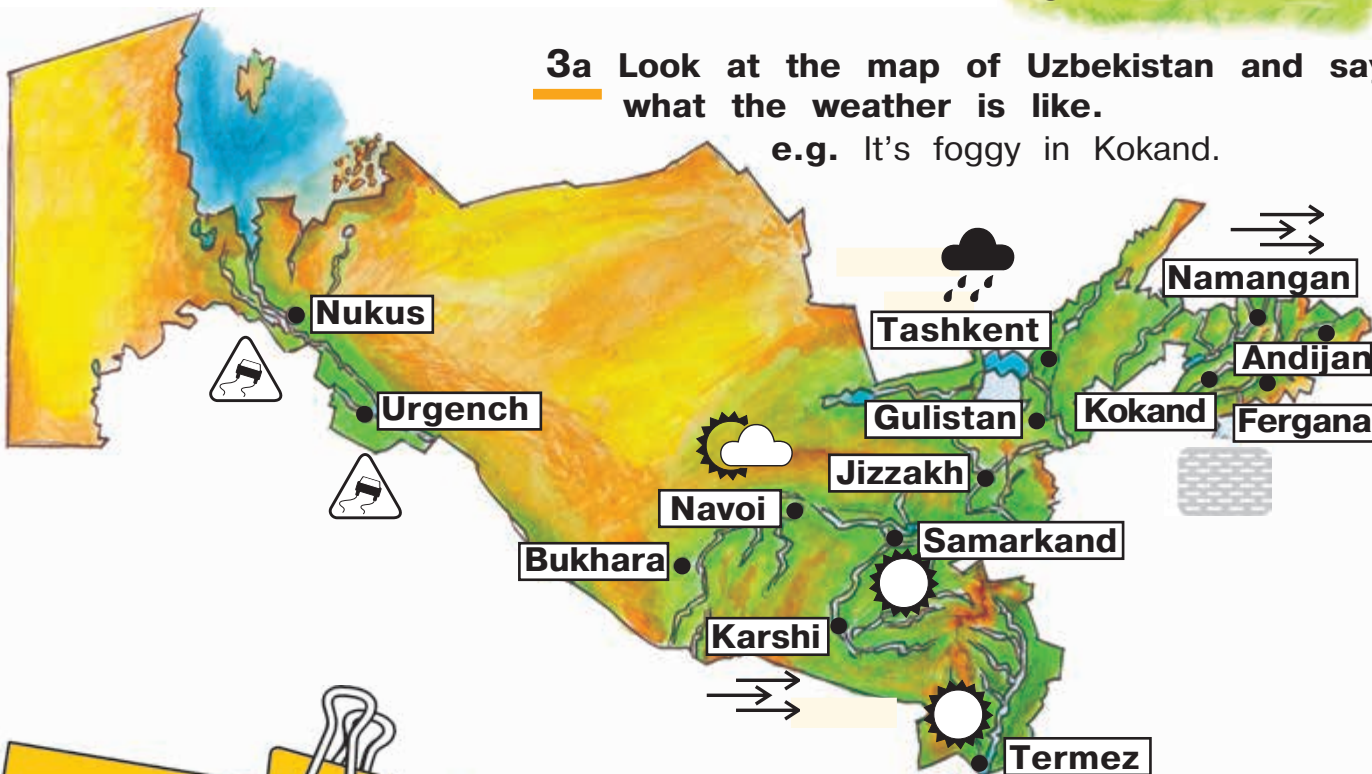 3a Look at the map of Uzbekistan and say
what the weather is like.
e.g. It's foggy in Kokand.
Namangan
Nukus
Tashkent
Andijan
Urgench
Gulistan
Kokand
Fergana
Jizzakh
Navoi
Samarkand
Bukhara
Karshi
Termez